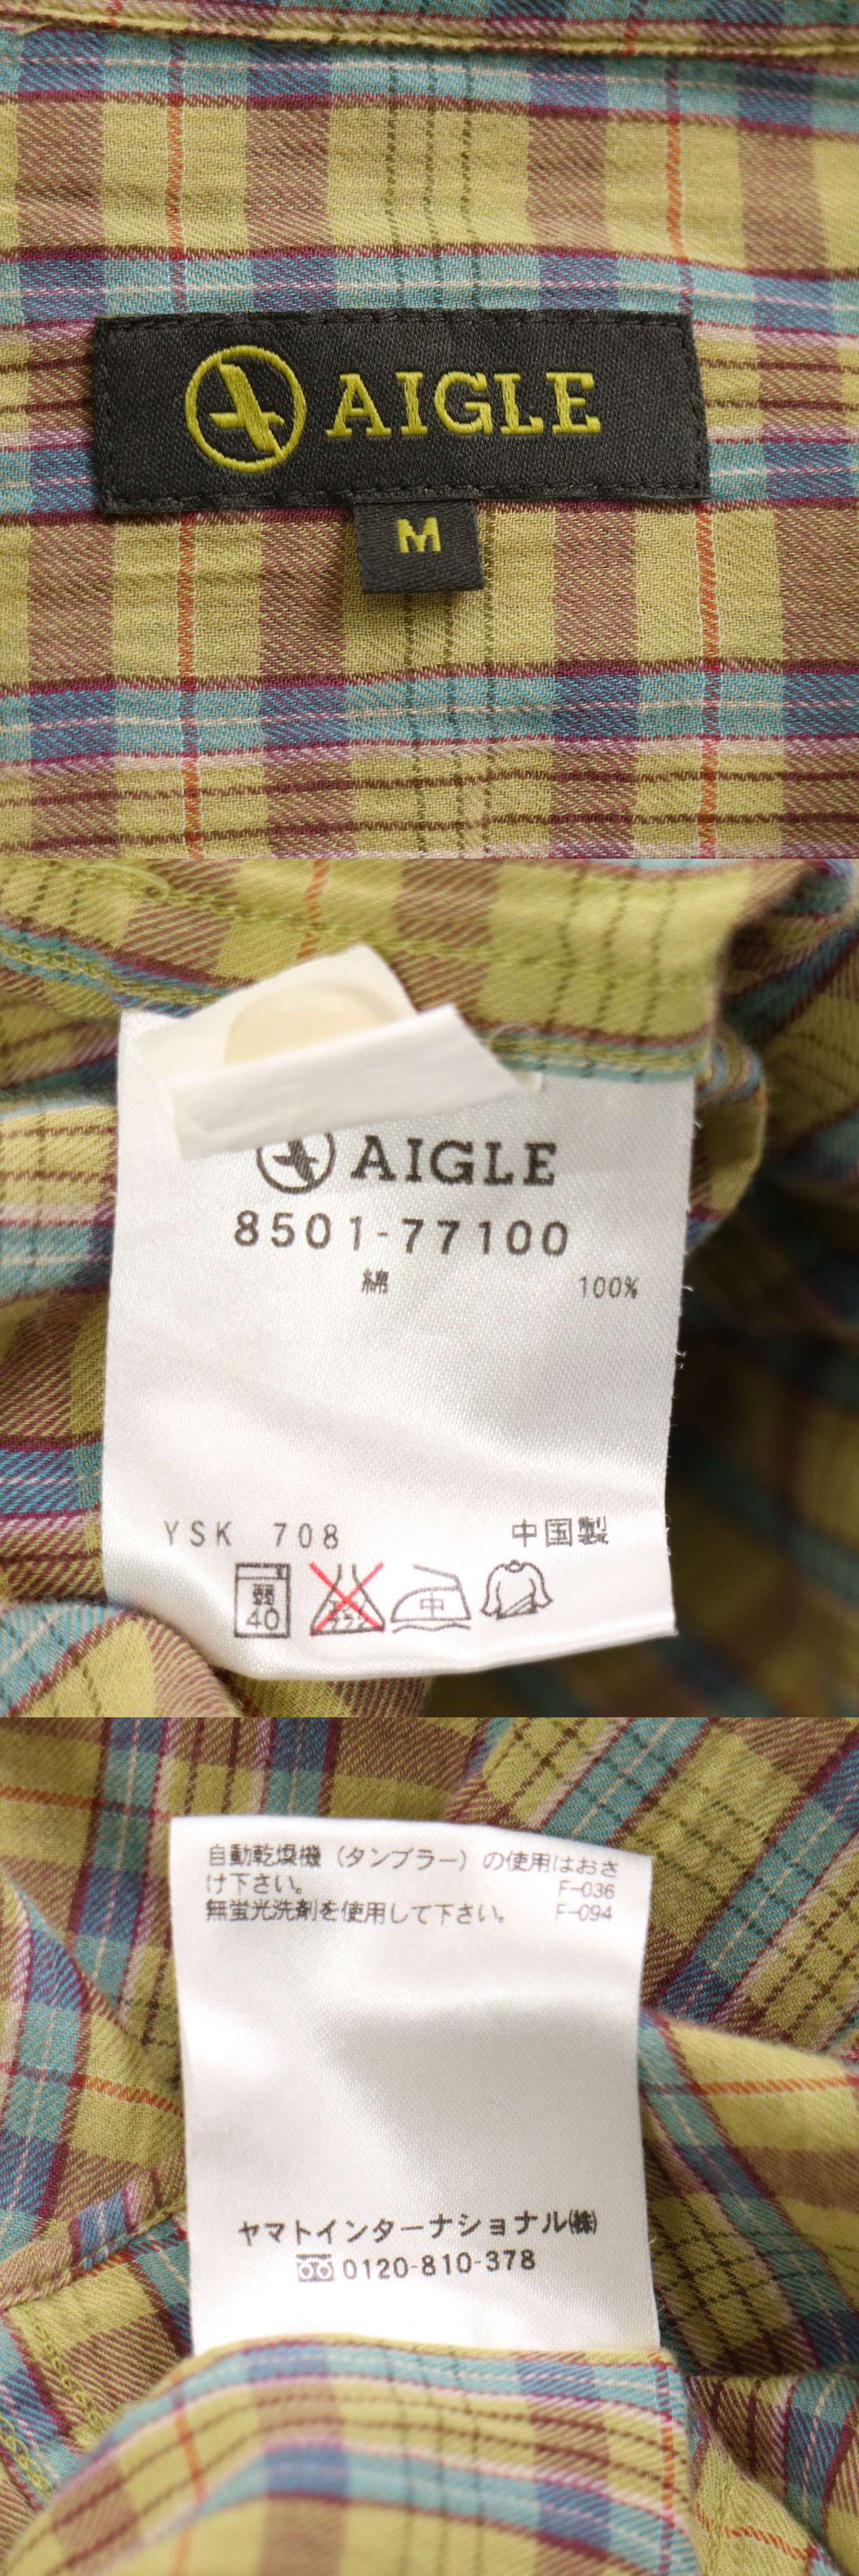 AIGLE
M
AIGLE
8501-77100
綿 100%
YSK 708 中国製
弱
40
中
自動乾燥機（タンブラー）の使用はおさ
け下さい。 F-036
無蛍光洗剤を使用して下さい。 F-094
ヤマトインターナショナル㈱
0120-810-378